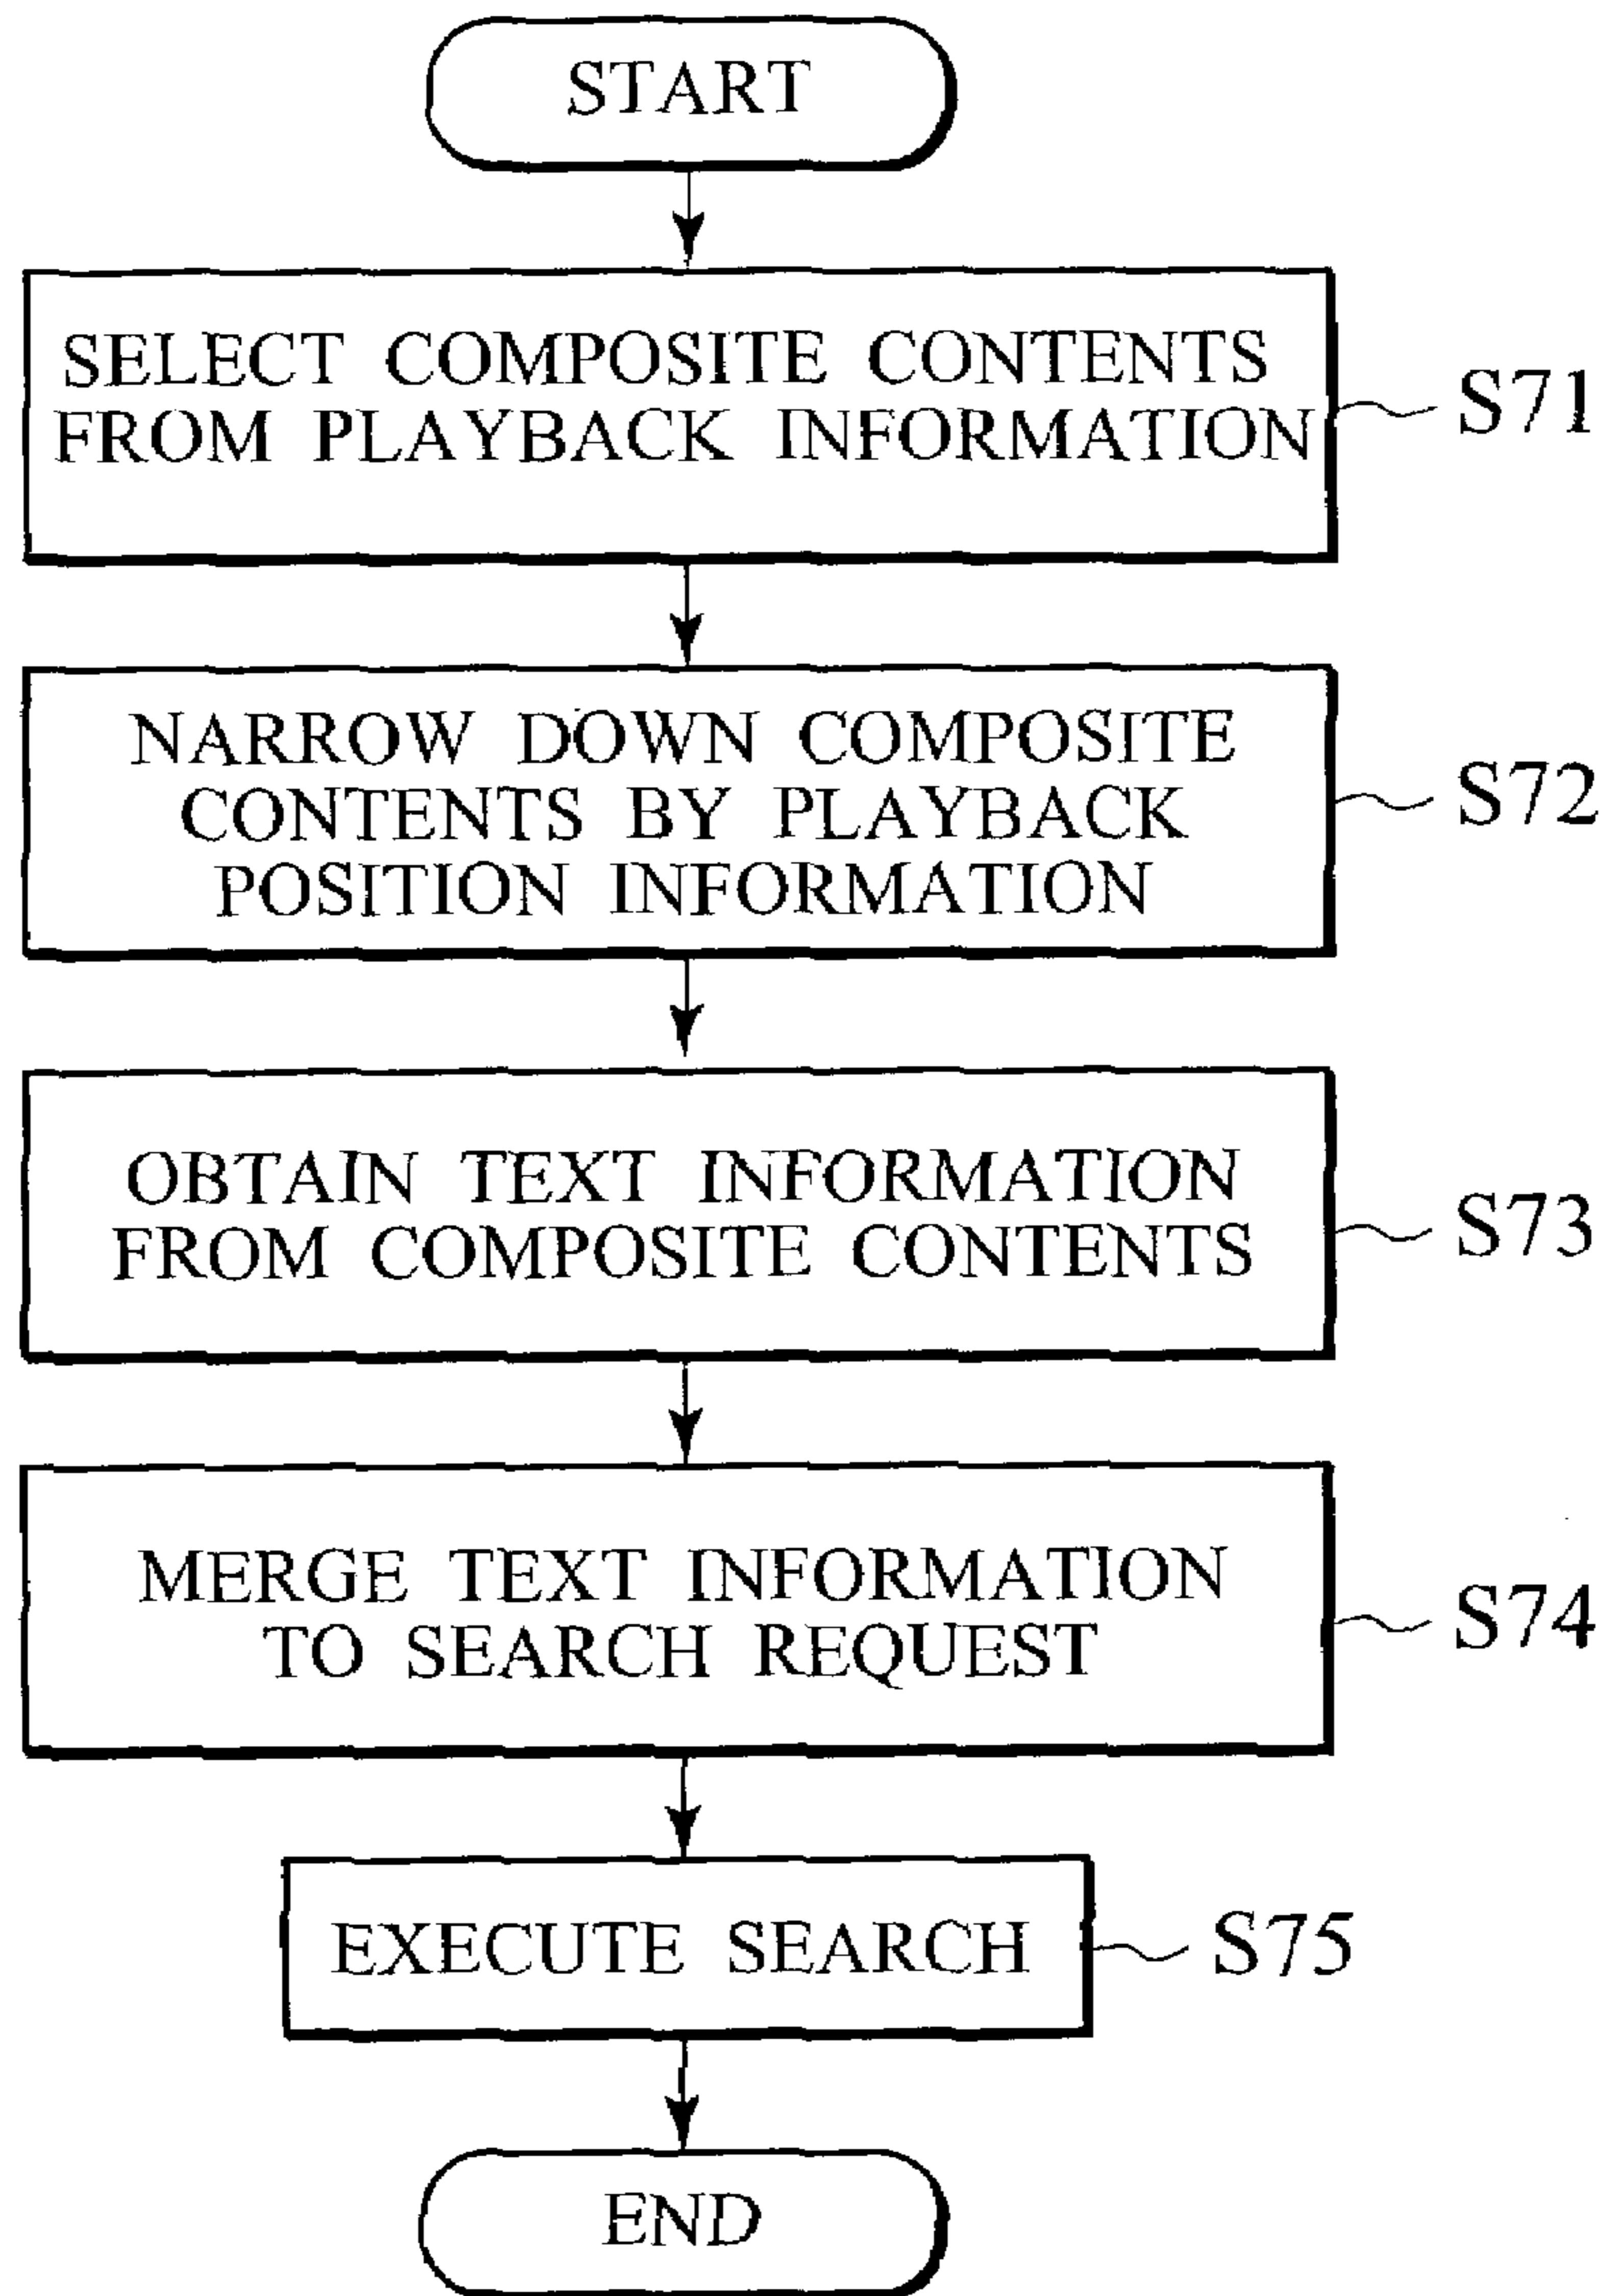 START
SELECT COMPOSITE CONTENTS
FROM PLAYBACK INFORMATION
S71
NARROW DOWN COMPOSITE
CONTENTS BY PLAYBACK
POSITION INFORMATION
S72
OBTAIN TEXT INFORMATION
FROM COMPOSITE CONTENTS
S73
MERGE TEXT INFORMATION
TO SEARCH REQUEST
S74
EXECUTE SEARCH
S75
END